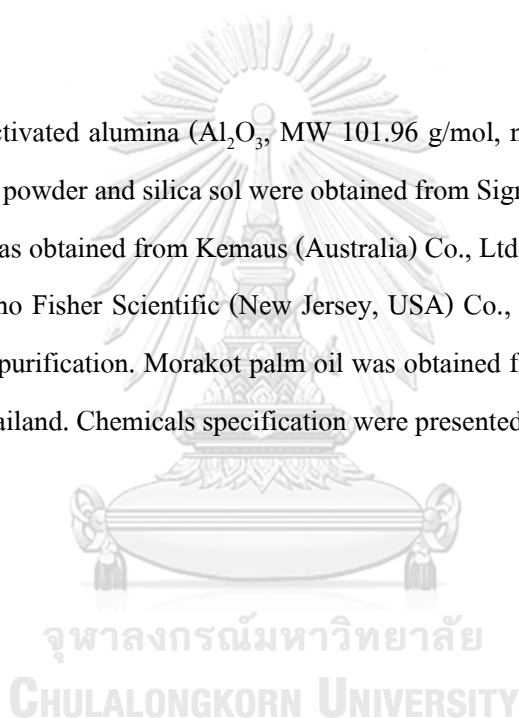 ctivated alumina (Al₂O₃, MW 101.96 g/mol,
powder and silica sol were obtained from
as obtained from Kemaus (Australia) Co., Ltd
no Fisher Scientific (New Jersey, USA) Co.,
purification. Morakot palm oil was obtained
ailand. Chemicals specification were presented
จุฬาลงกรณ์มหาวิทยาลัย
CHULALONGKORN UNIVERSITY